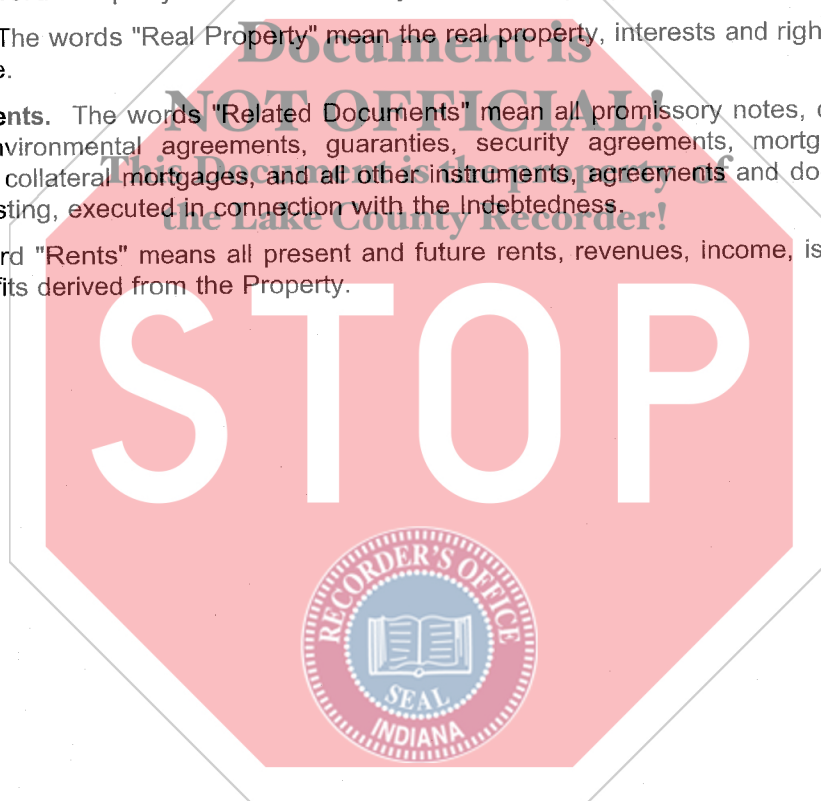 The words "Real Property" mean the real property, interests and righ
Document is
e.
ents. The words "Related Documents" mean all promissory notes,
NOT OFFICIAL!
nvironmental agreements, guaranties, security agreements, mortg
This Document is the property of
collateral mortgages, and all other instruments, agreements and do
sting, executed in connection with the Indebtedness.
the Lake County Recorder!
rd "Rents" means all present and future rents, revenues, income, is
fits derived from the Property.
STOP
RECORDER'S OFFICE
SEAL
INDIANA